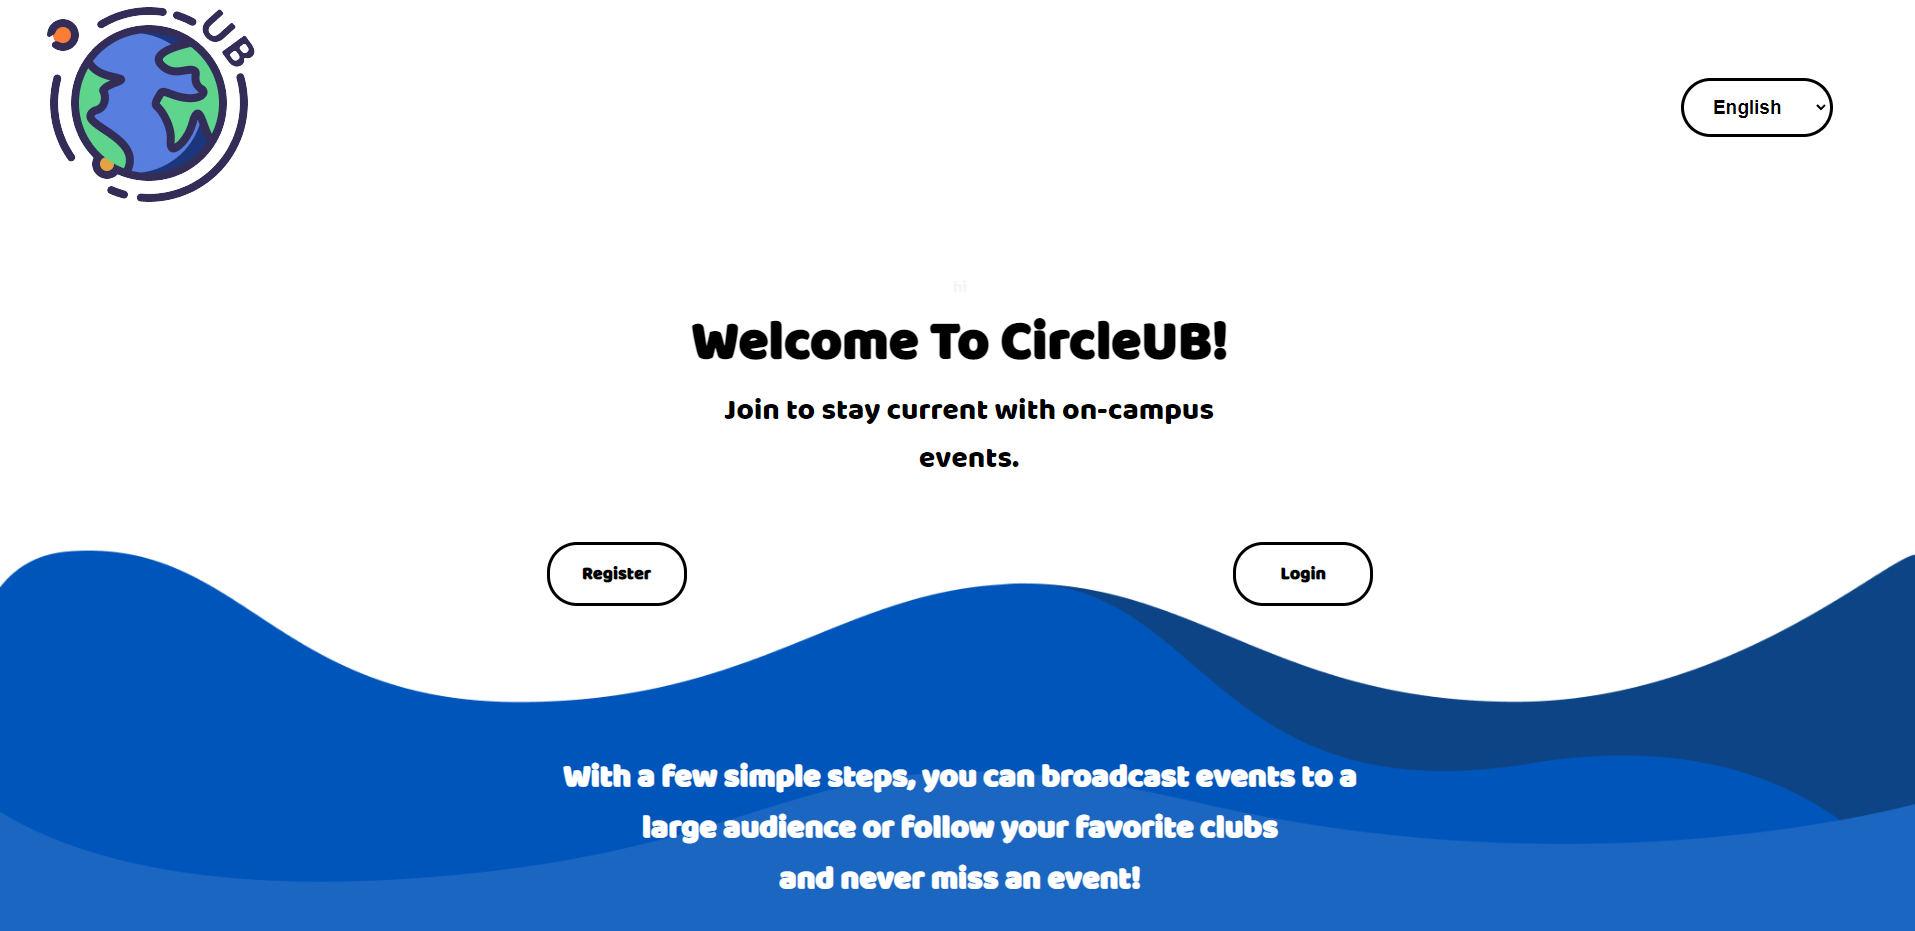 UB
English
hi
Welcome To CircleUB!
Join to stay current with on-campus
events.
Register
Login
With a few simple steps, you can broadcast events to a
large audience or follow your favorite clubs
and never miss an event!